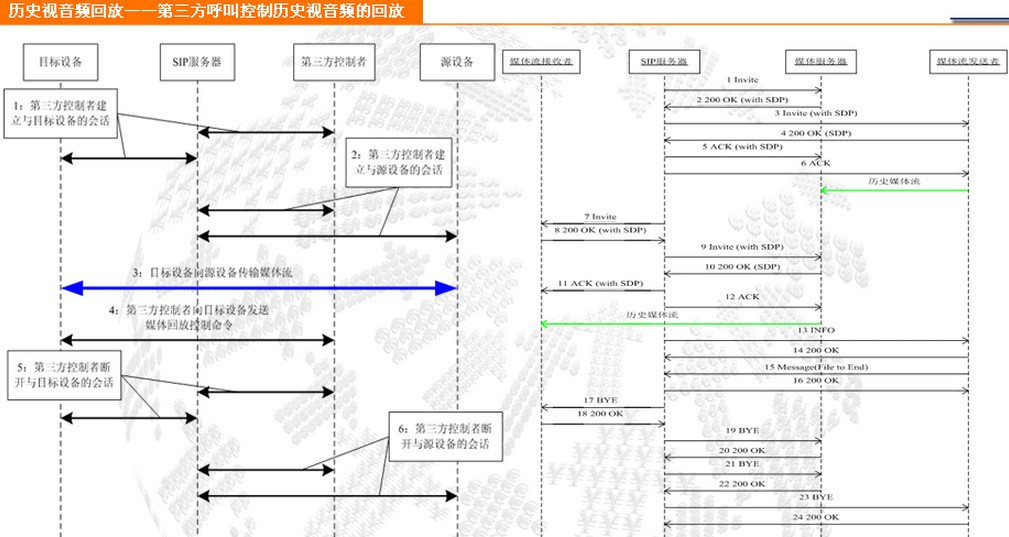 历史视音频回放——第三方呼叫控制历史视音频的回放
目标设备
SIP服务器
第三方控制者
源设备
1：第三方控制者建
立与目标设备的会话
2：第三方控制者建
立与源设备的会话
3：目标设备向源设备传输媒体流
4：第三方控制者向目标设备发送
媒体回放控制命令
5：第三方控制者断
开与目标设备的会话
6：第三方控制者断
开与源设备的会话
媒体流接收者
SIP服务器
媒体服务器
媒体流发送者
1 Invite
2 200 OK (with SDP)
3 Invite (with SDP)
4 200 OK (SDP)
5 ACK (with SDP)
6 ACK
历史媒体流
7 Invite
8 200 OK (with SDP)
9 Invite (with SDP)
10 200 OK (SDP)
11 ACK (with SDP)
12 ACK
历史媒体流
13 INFO
14 200 OK
15 Message(File to End)
16 200 OK
17 BYE
18 200 OK
19 BYE
20 200 OK
21 BYE
22 200 OK
23 BYE
24 200 OK